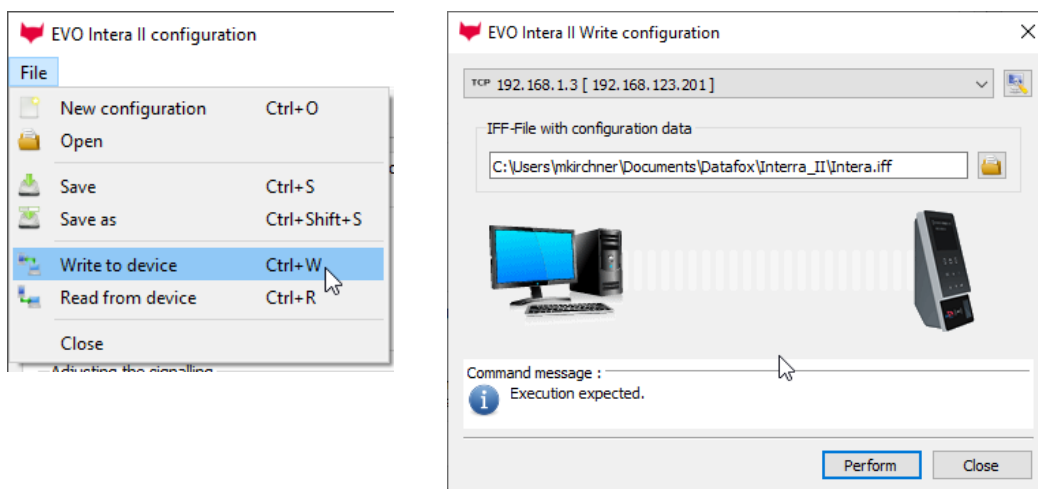 EVO Intera II configuration
File
New configuration Ctrl+O
Open
Save Ctrl+S
Save as Ctrl+Shift+S
Write to device Ctrl+W
Read from device Ctrl+R
Close
Adjusting the signalling
EVO Intera II Write configuration
TCP 192.168.1.3 [ 192.168.123.201 ]
IFF-File with configuration data
C:\Users\mkirchner\Documents\Datafox\Interra_II\Intera.iff
Command message :
Execution expected.
Perform Close